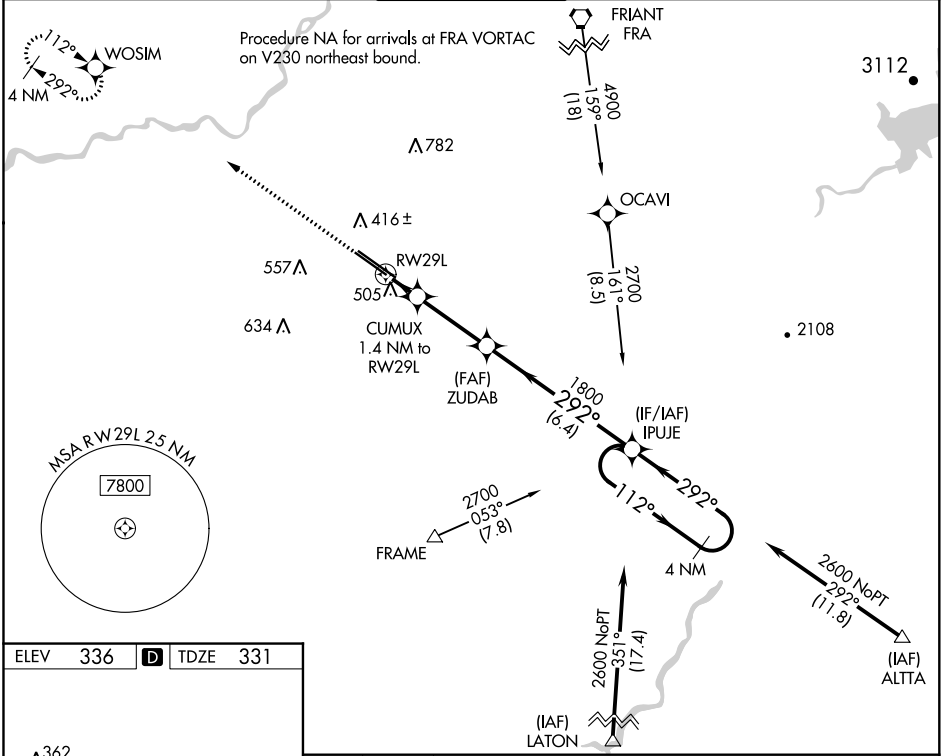 112°
292°
4 NM
WOSIM
Procedure NA for arrivals at FRA VORTAC
on V230 northeast bound.
FRIANT
FRA
3112
4900
159°
(18)
782
OCAVI
416 ±
2700
161°
(8.5)
557
RW29L
505
634
CUMUX
1.4 NM to
RW29L
2108
(FAF)
ZUDAB
1800
292°
(6.4)
(IF/IAF)
IPUJE
MSA RW29L 25 NM
7800
112°
292°
4 NM
2700
053°
(7.8)
FRAME
2600 NoPT
292°
(11.8)
(IAF)
ALTTA
2600 NoPT
351°
(17.4)
(IAF)
LATON
ELEV 336 D TDZE 331
362